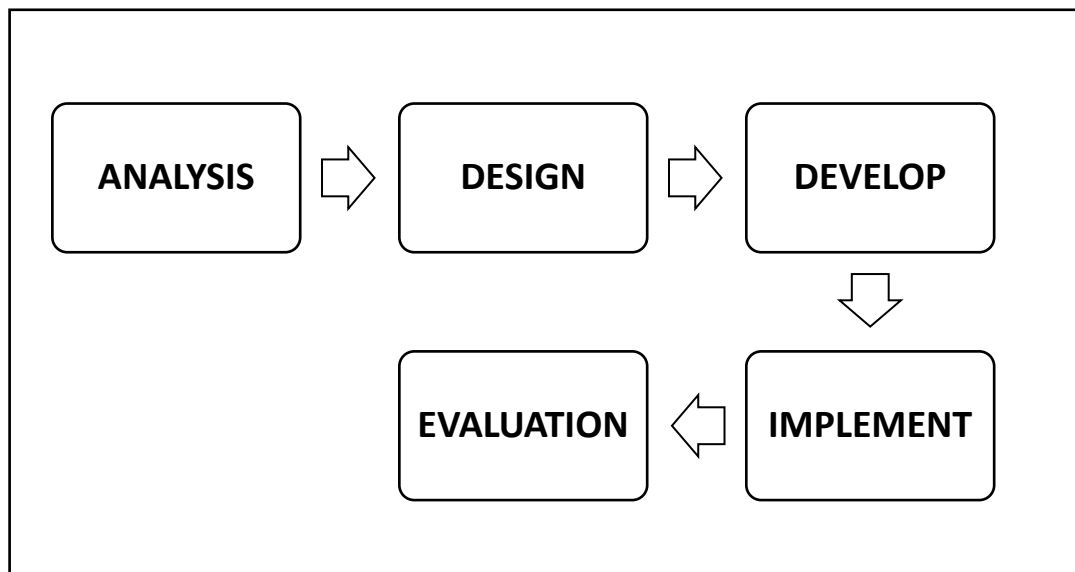 ANALYSIS
DESIGN
DEVELOP
IMPLEMENT
EVALUATION